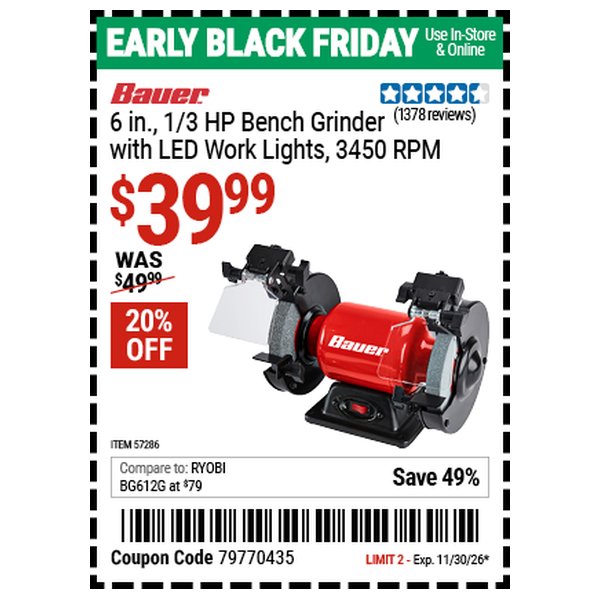 EARLY BLACK FRIDAY
Use In-Store
& Online
Bauer
(1378 reviews)
6 in., 1/3 HP Bench Grinder
with LED Work Lights, 3450 RPM
$39.99
WAS
$49.99
20%
OFF
Bauer
ITEM 57286
Compare to: RYOBI
BG612G at $79
Save 49%
Coupon Code 79770435
LIMIT 2 - Exp. 11/30/26*